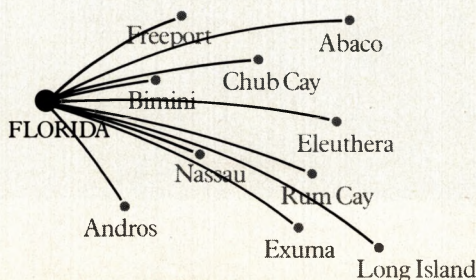 Freeport
Abaco
Chub Cay
Bimini
FLORIDA
Eleuthera
Nassau
Rum Cay
Andros
Exuma
Long Island